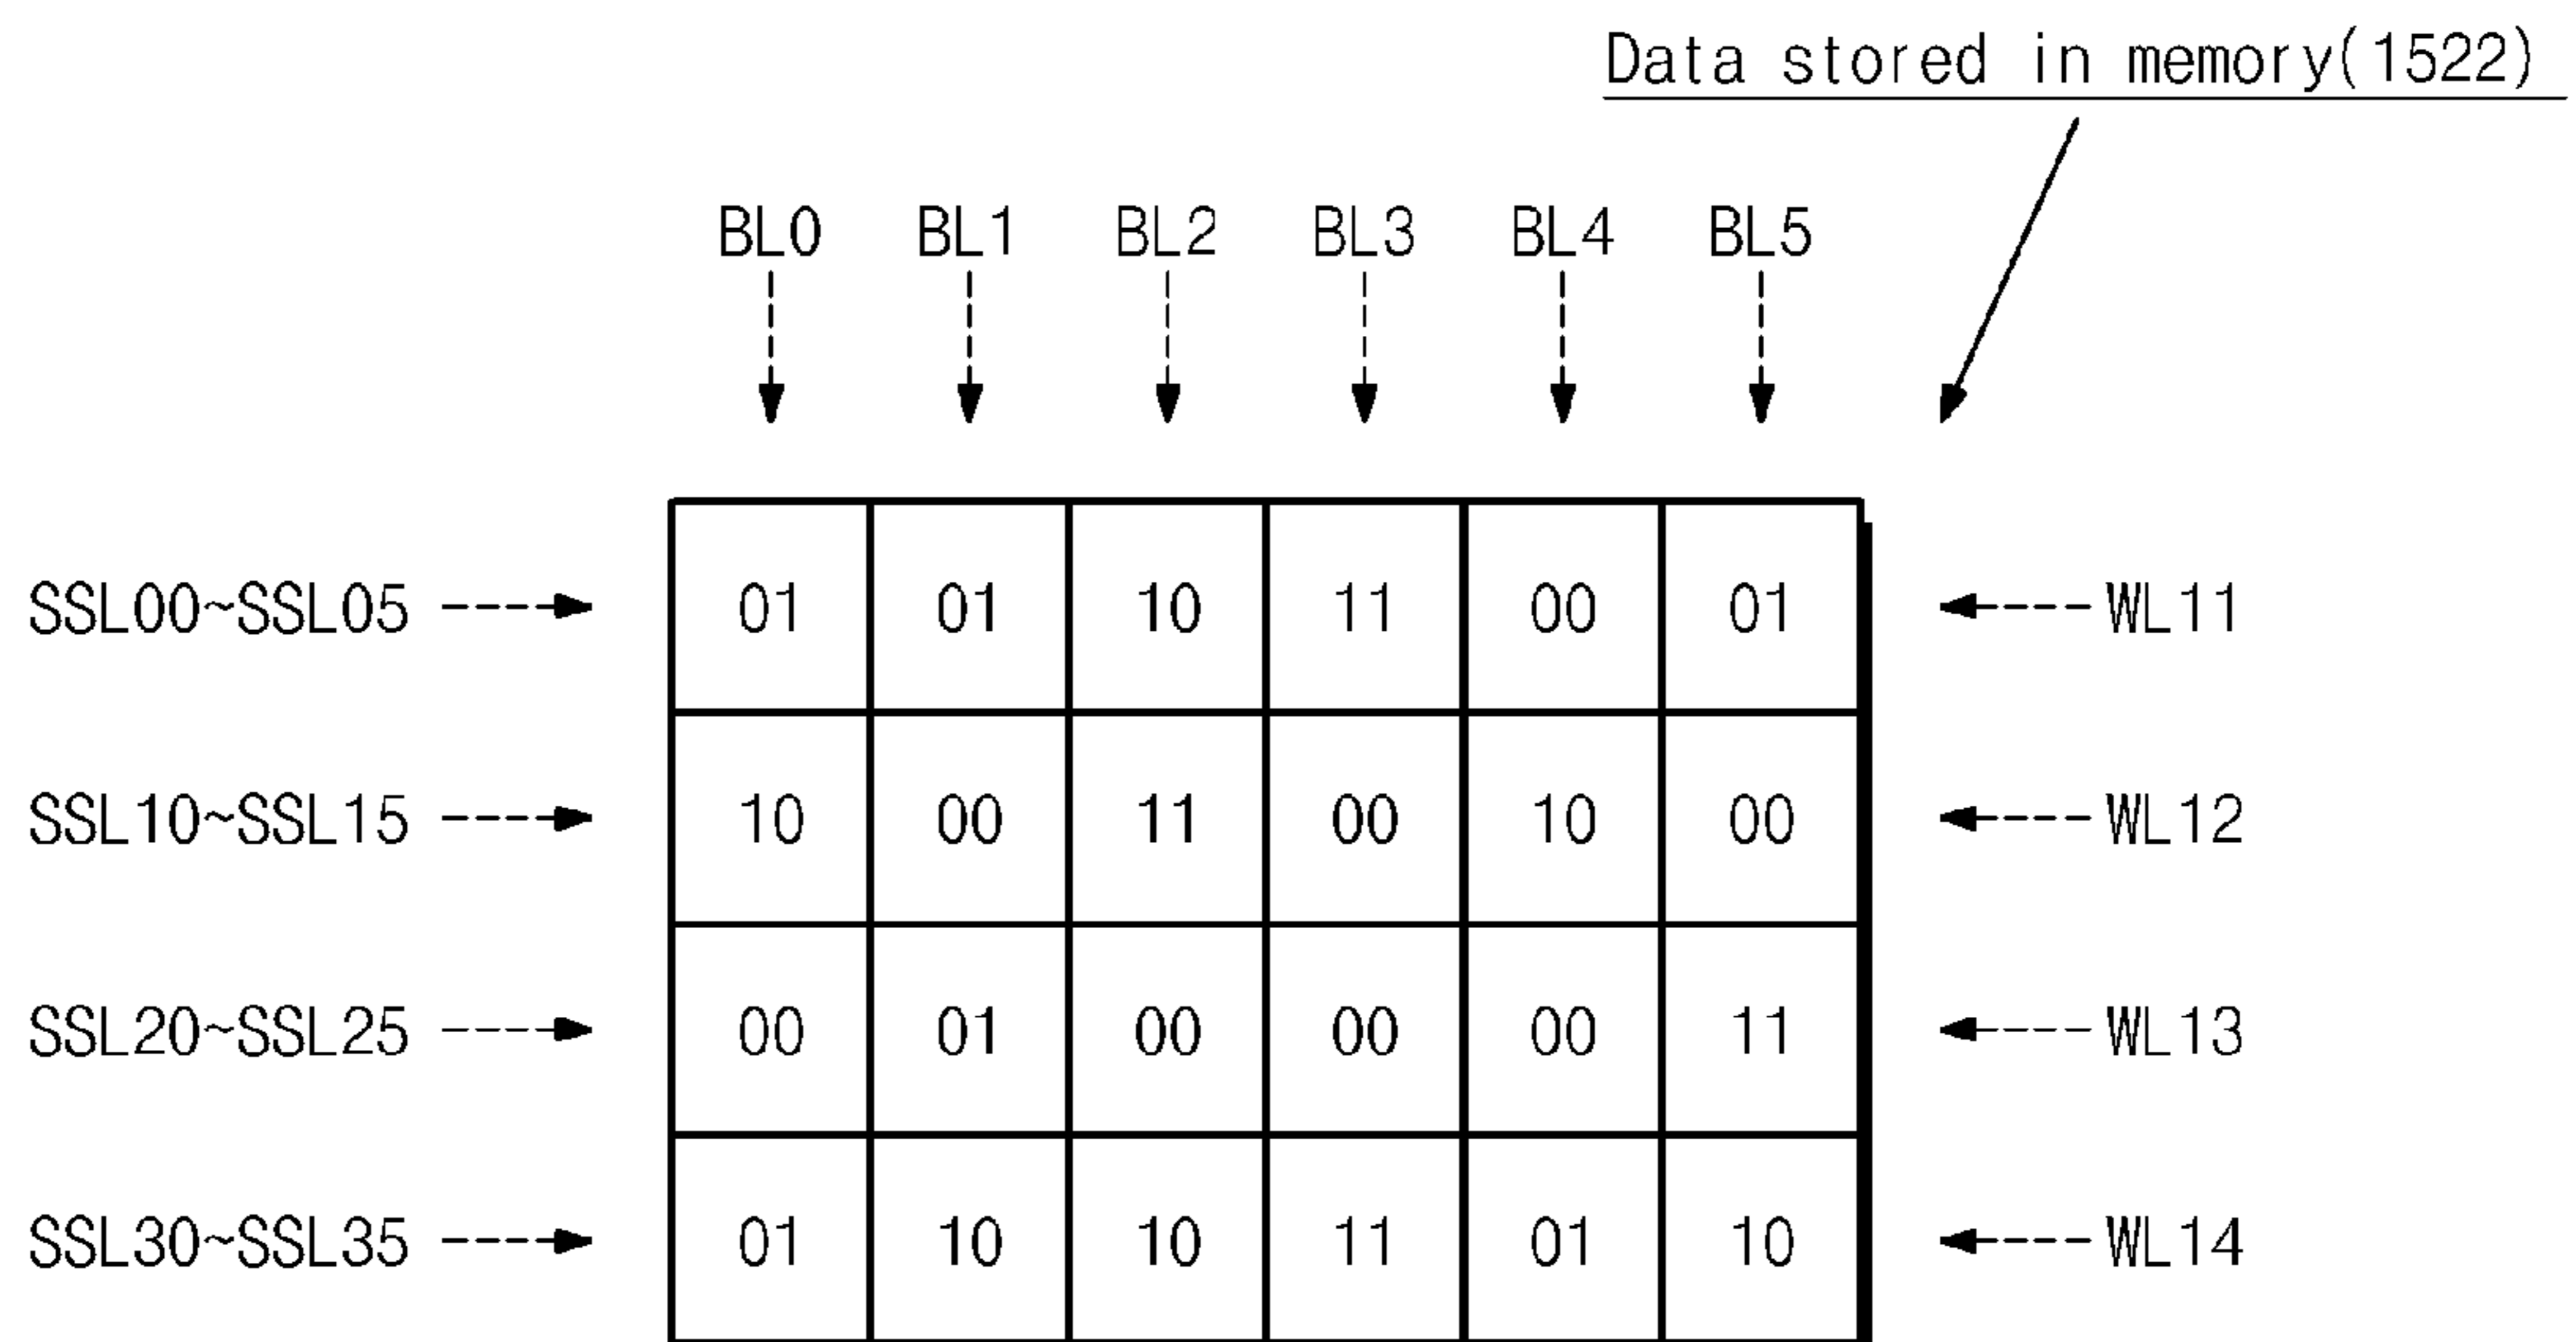 Data stored in memory(1522)
BL0 BL1 BL2 BL3 BL4 BL5
SSL00~SSL05 01 01 10 11 00 01 WL11
SSL10~SSL15 10 00 11 00 10 00 WL12
SSL20~SSL25 00 01 00 00 00 11 WL13
SSL30~SSL35 01 10 10 11 01 10 WL14